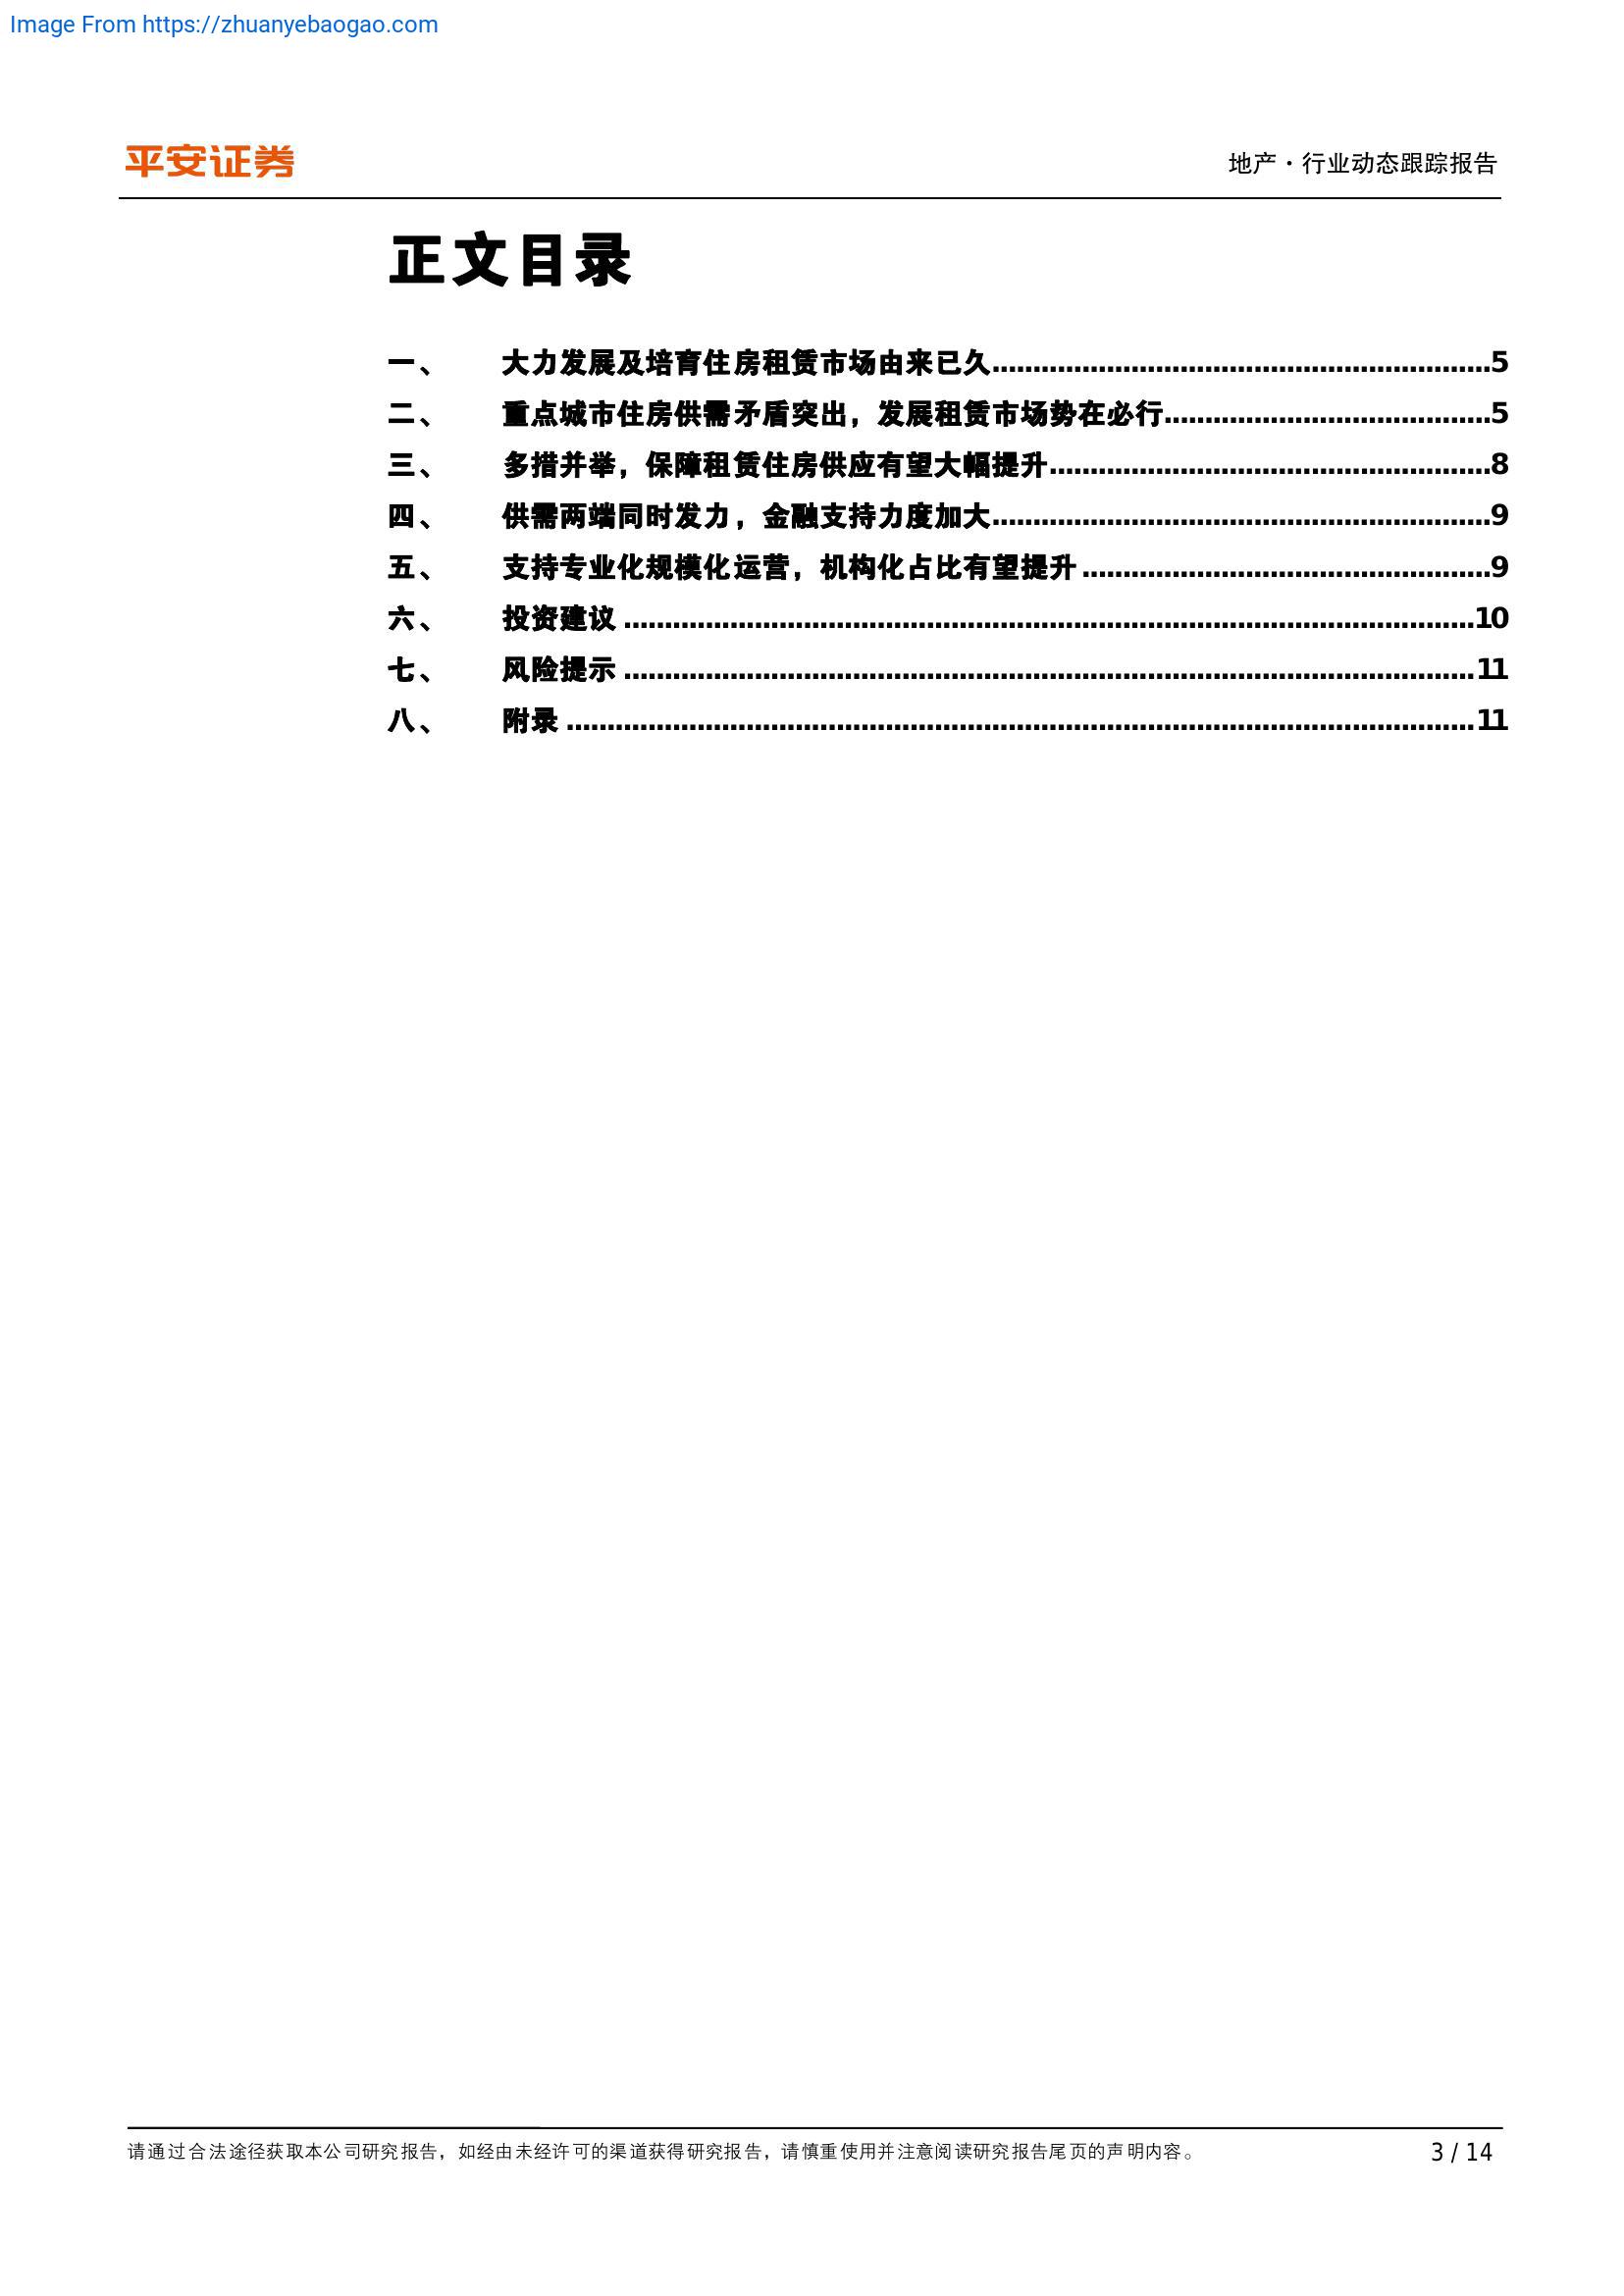 Image From https://zhuanyebaogao.com
平安证券
地产·行业动态跟踪报告
正文目录
一、 大力发展及培育住房租赁市场由来已久............................................................5
二、 重点城市住房供需矛盾突出，发展租赁市场势在必行.......................................5
三、 多措并举，保障租赁住房供应有望大幅提升.....................................................8
四、 供需两端同时发力，金融支持力度加大............................................................9
五、 支持专业化规模化运营，机构化占比有望提升.................................................9
六、 投资建议.......................................................................................................10
七、 风险提示.......................................................................................................11
八、 附录..............................................................................................................11
请通过合法途径获取本公司研究报告，如经由未经许可的渠道获得研究报告，请慎重使用并注意阅读研究报告尾页的声明内容。
3 / 14